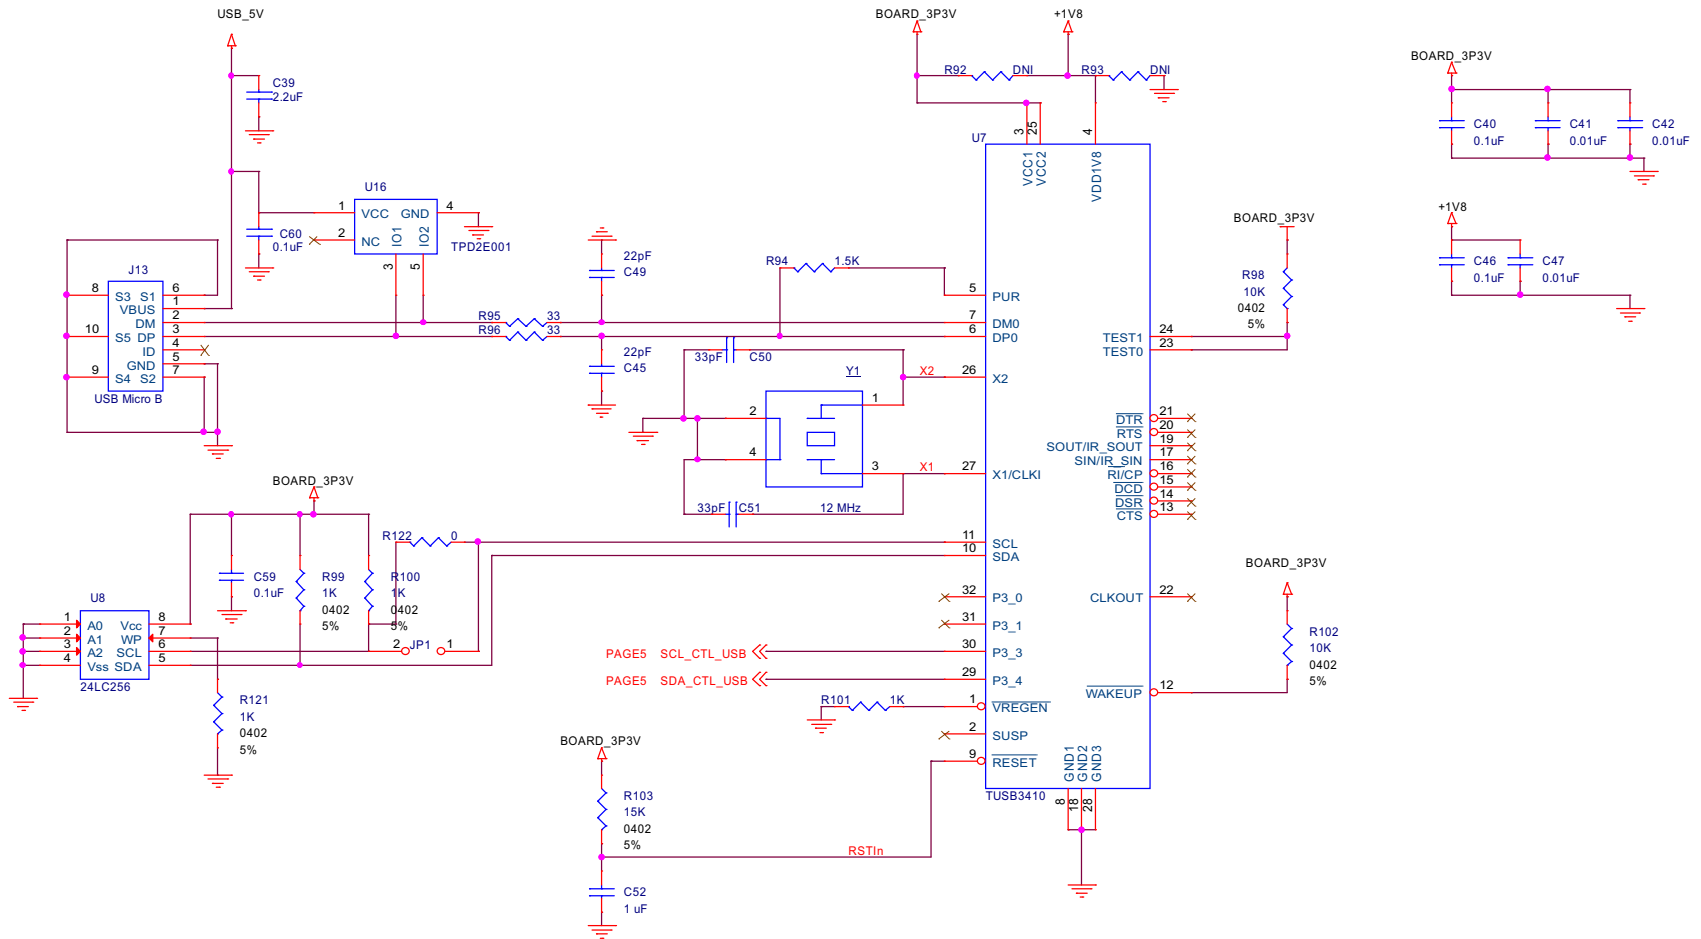 USB_5V
C39
2.2uF
U16
1 VCC GND 4
2 NC
IO1
IO2
3
5
TPD2E001
C60
0.1uF
J13
8 S3 S1 6
VBUS 1
DM 2
10 S5 DP 3
ID 4
GND 5
9 S4 S2 7
USB Micro B
R95 33
R96 33
22pF
C49
22pF
C45
R94 1.5K
33pF C50
Y1
2
4
1
3
X2
X1
33pF C51
12 MHz
BOARD_3P3V
+1V8
R92 DNI
R93 DNI
U7
3
25
4
VCC1
VCC2
VDD1V8
5 PUR
7 DM0
6 DP0
26 X2
27 X1/CLKI
11 SCL
10 SDA
32 P3_0
31 P3_1
30 P3_3
29 P3_4
1 VREGEN
2 SUSP
9 RESET
TEST1 24
TEST0 23
DTR 21
RTS 20
SOUT/IR_SOUT 19
SIN/IR_SIN 17
RI/CP 16
DCD 15
DSR 14
CTS 13
CLKOUT 22
WAKEUP 12
GND1
GND2
GND3
8
18
28
TUSB3410
BOARD_3P3V
R98
10K
0402
5%
BOARD_3P3V
R102
10K
0402
5%
BOARD_3P3V
C40
0.1uF
C41
0.01uF
C42
0.01uF
+1V8
C46
0.1uF
C47
0.01uF
BOARD_3P3V
R122 0
C59
0.1uF
R99
1K
0402
5%
R100
1K
0402
5%
U8
1 A0 Vcc 8
2 A1 WP 7
3 A2 SCL 6
4 Vss SDA 5
24LC256
2 JP1 1
R121
1K
0402
5%
PAGE5 SCL_CTL_USB
PAGE5 SDA_CTL_USB
R101 1K
BOARD_3P3V
R103
15K
0402
5%
RSTIn
C52
1 uF